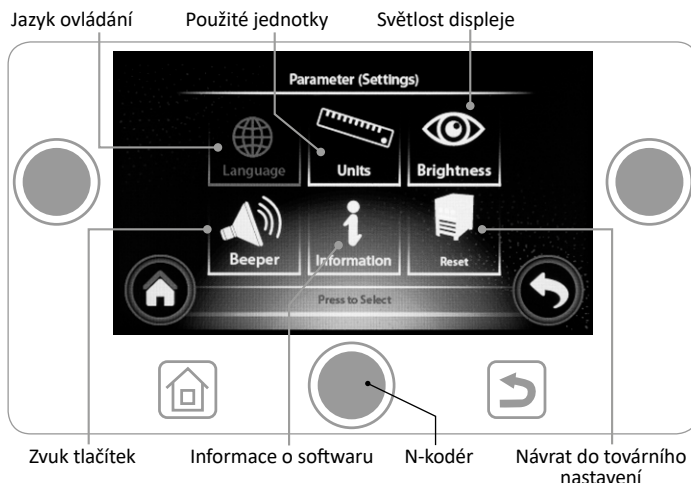 Jazyk ovládání
Použité jednotky
Světlost displeje
Parameter (Settings)
Language
Units
Brightness
Beeper
Information
Reset
Press to Select
Zvuk tlačítek
Informace o softwaru
N-kodér
Návrat do továrního
nastavení